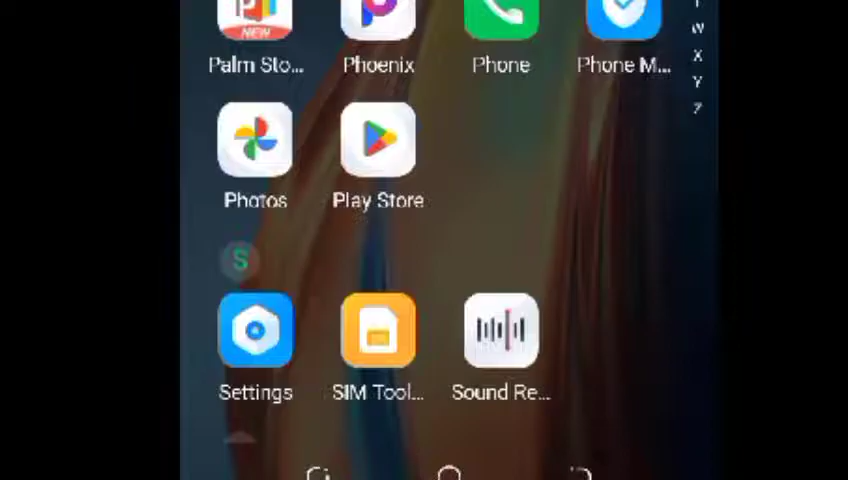 NEW
Palm Sto...
Phoenix
Phone
Phone M...
W
X
Y
Z
Photos
Play Store
S
Settings
SIM Tool...
Sound Re...